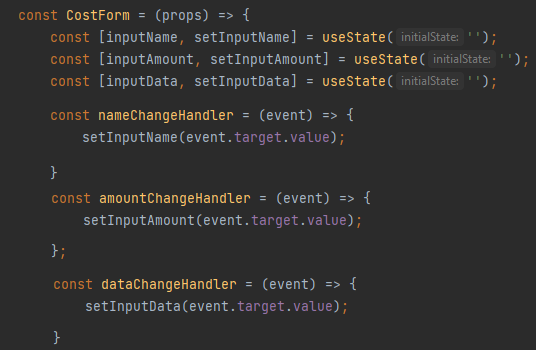 const CostForm = (props) => {
const [inputName, setInputName] = useState( initialState: '');
const [inputAmount, setInputAmount] = useState( initialState: '');
const [inputData, setInputData] = useState( initialState: '');
const nameChangeHandler = (event) => {
setInputName(event.target.value);
}
const amountChangeHandler = (event) => {
setInputAmount(event.target.value);
};
const dataChangeHandler = (event) => {
setInputData(event.target.value);
}